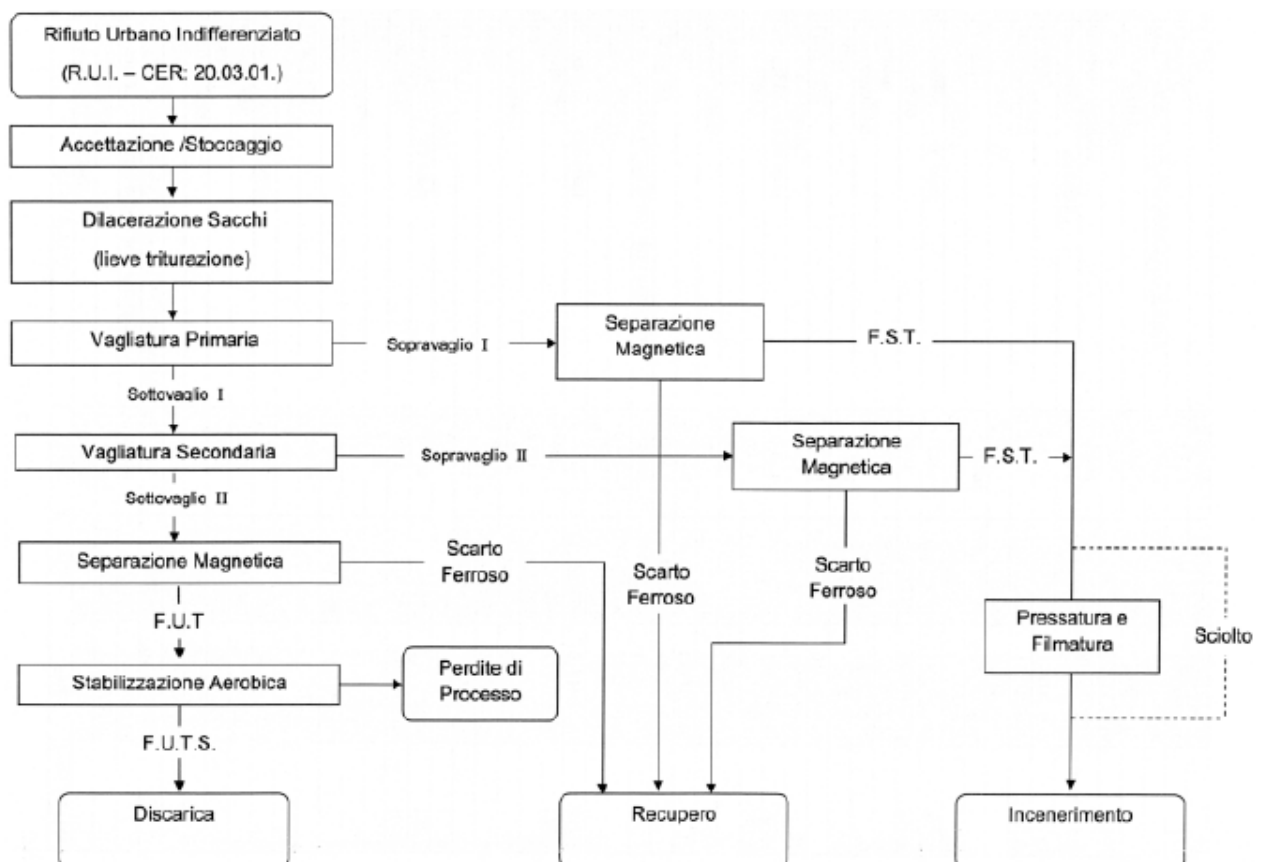 Rifiuto Urbano Indifferenziato
(R.U.I. – CER: 20.03.01.)
Accettazione /Stoccaggio
Dilacerazione Sacchi
(lieve triturazione)
Vagliatura Primaria
Sopravaglio I
Separazione
Magnetica
F.S.T.
Sottovaglio I
Vagliatura Secondaria
Sopravaglio II
Separazione
Magnetica
F.S.T.
Sottovaglio II
Separazione Magnetica
Scarto
Ferroso
Scarto
Ferroso
Scarto
Ferroso
F.U.T
Pressatura e
Filmatura
Sciolto
Stabilizzazione Aerobica
Perdite di
Processo
F.U.T.S.
Discarica
Recupero
Incenerimento